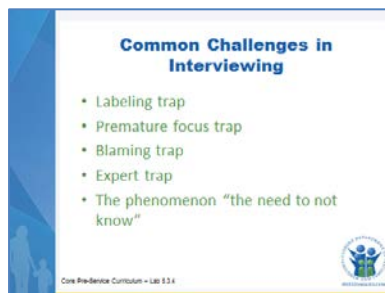 Common Challenges in
Interviewing
• Labeling trap
• Premature focus trap
• Blaming trap
• Expert trap
• The phenomenon “the need to not
know”
Core Pre-Service Curriculum • Lab 5.3.4